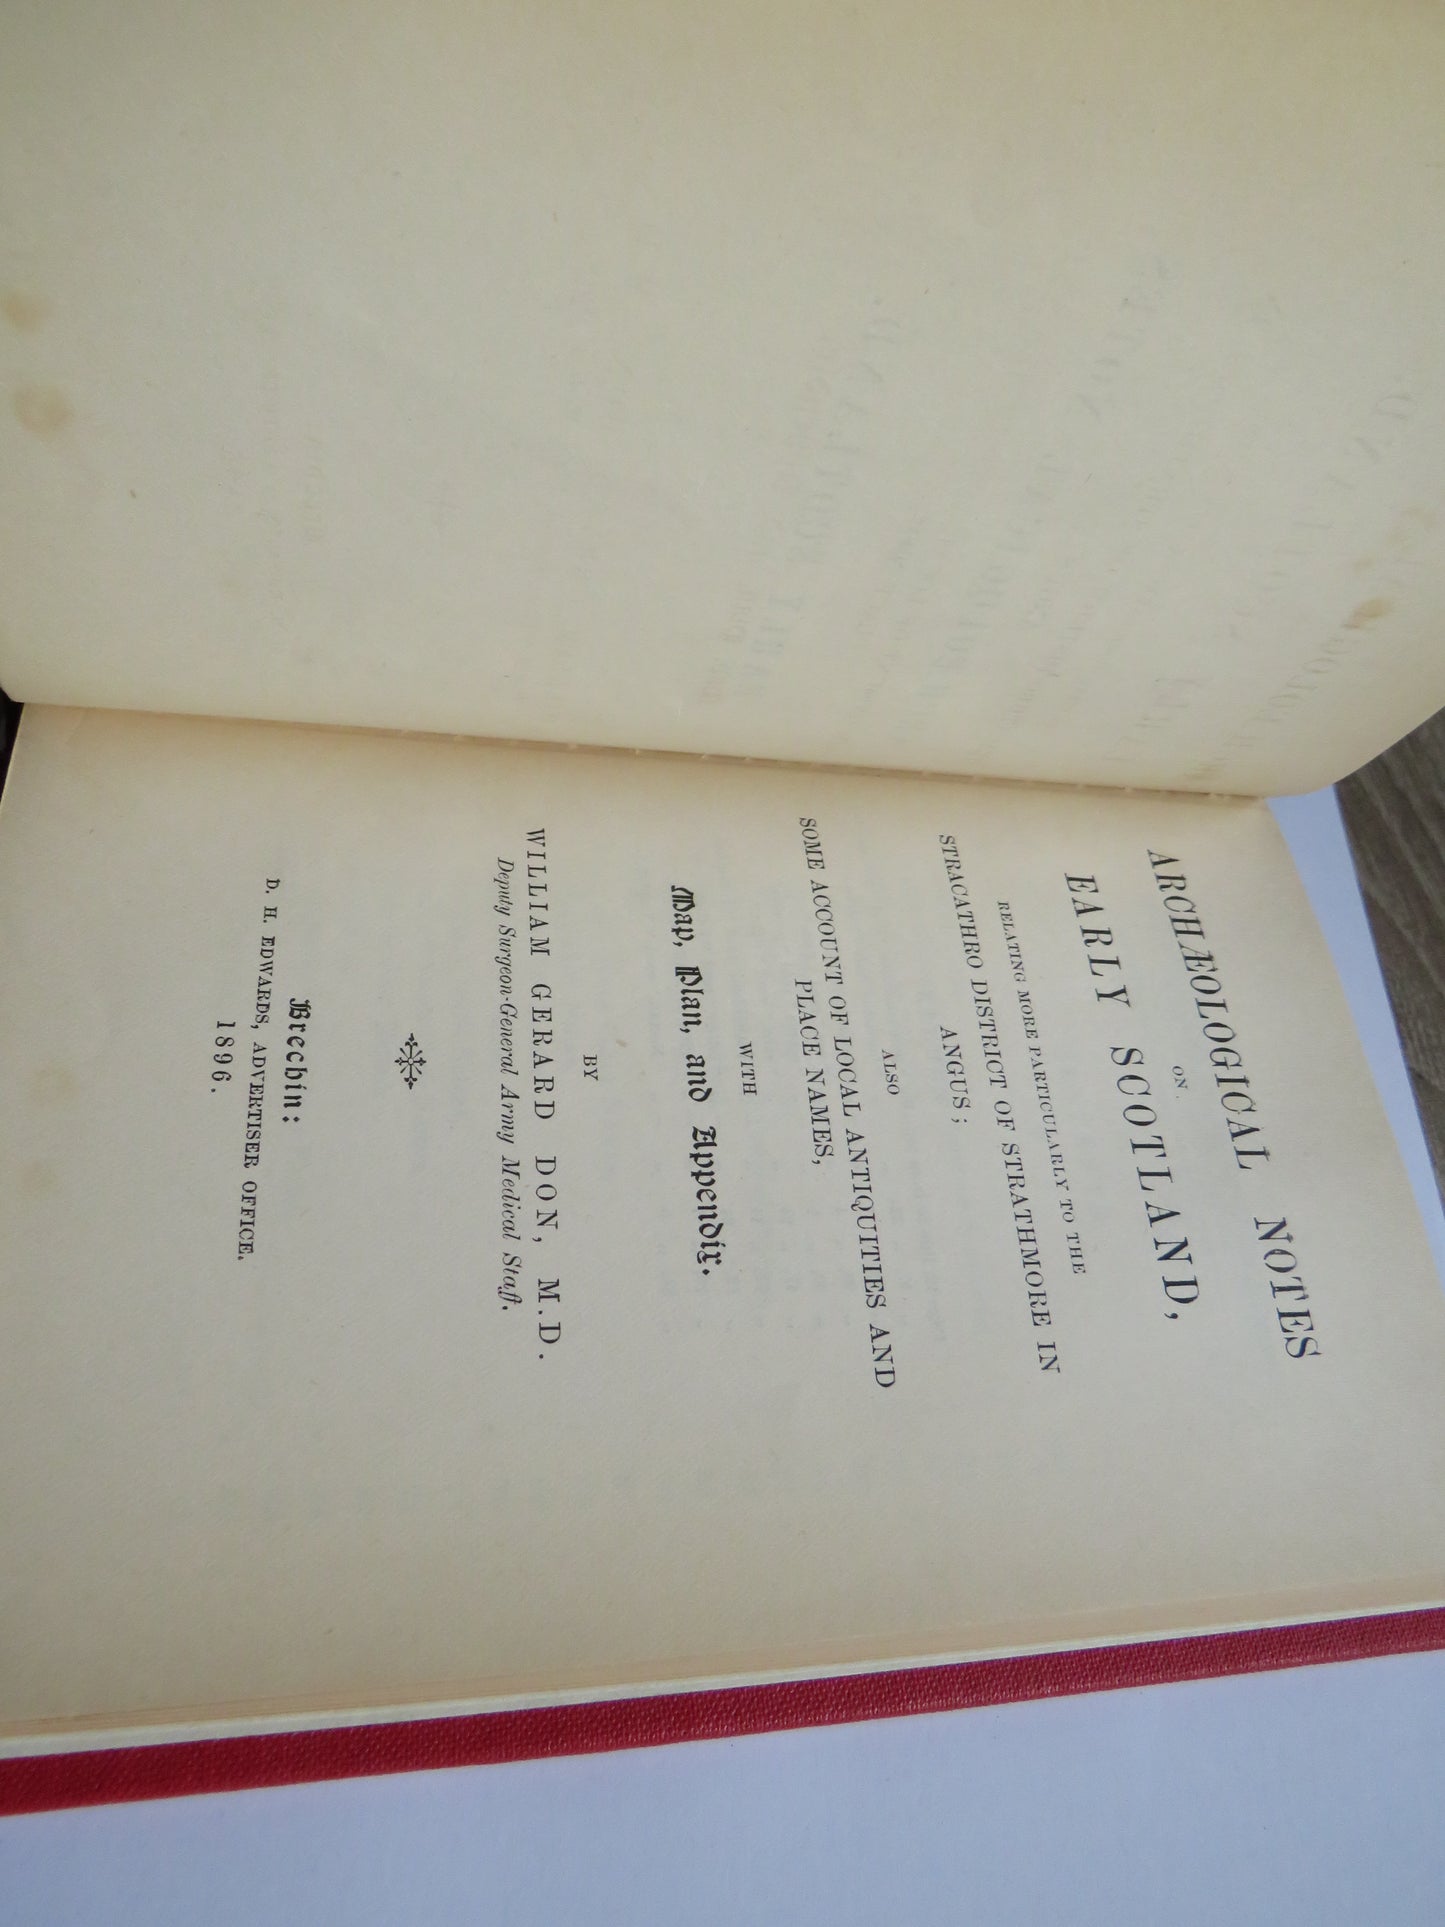 ARCHÆOLOGICAL NOTES
ON
EARLY SCOTLAND,
RELATING MORE PARTICULARLY TO THE
STRACATHRO DISTRICT OF STRATHMORE IN
ANGUS;
ALSO
SOME ACCOUNT OF LOCAL ANTIQUITIES AND
PLACE NAMES,
WITH
Map, Plan, and Appendix.
BY
WILLIAM GERARD DON, M.D.
Deputy Surgeon-General Army Medical Staff.
Brechin:
D. H. EDWARDS, ADVERTISER OFFICE.
1896.